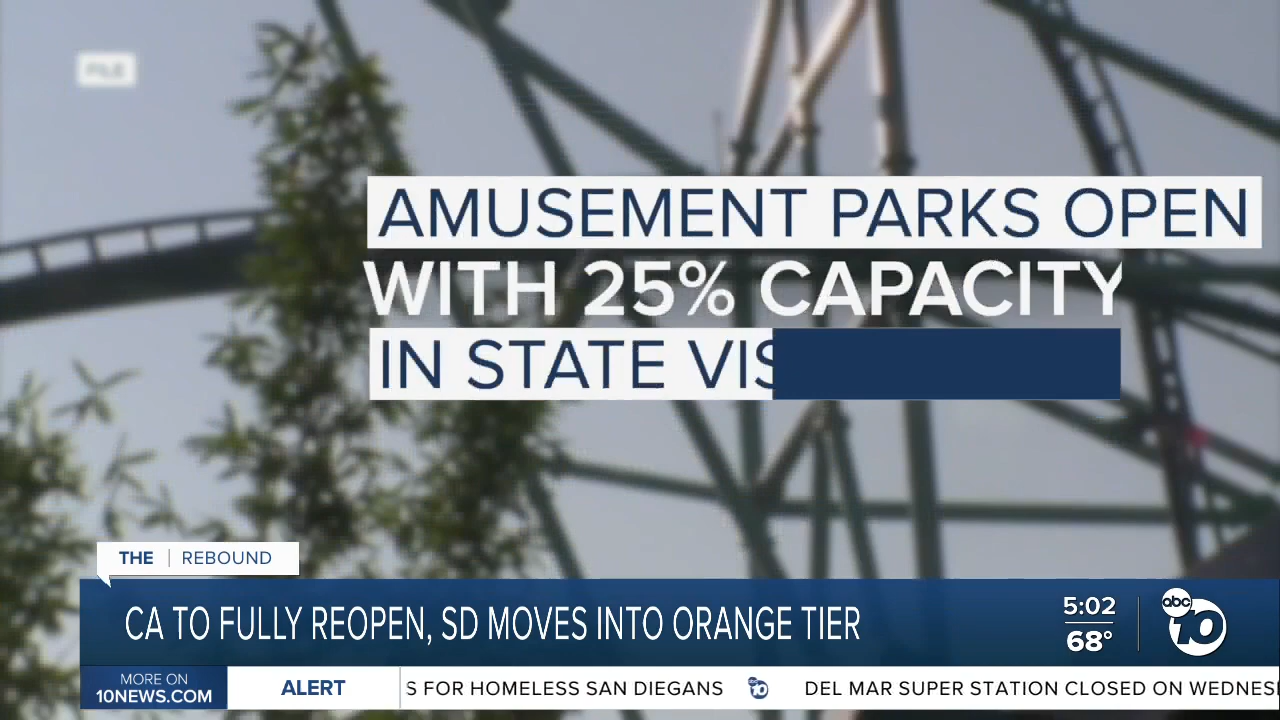 FILE
AMUSEMENT PARKS OPEN
WITH 25% CAPACITY
IN STATE VIS
THE | REBOUND
CA TO FULLY REOPEN, SD MOVES INTO ORANGE TIER
5:02
68°
abc 10
MORE ON
10NEWS.COM
ALERT
S FOR HOMELESS SAN DIEGANS abc 10 DEL MAR SUPER STATION CLOSED ON WEDNES